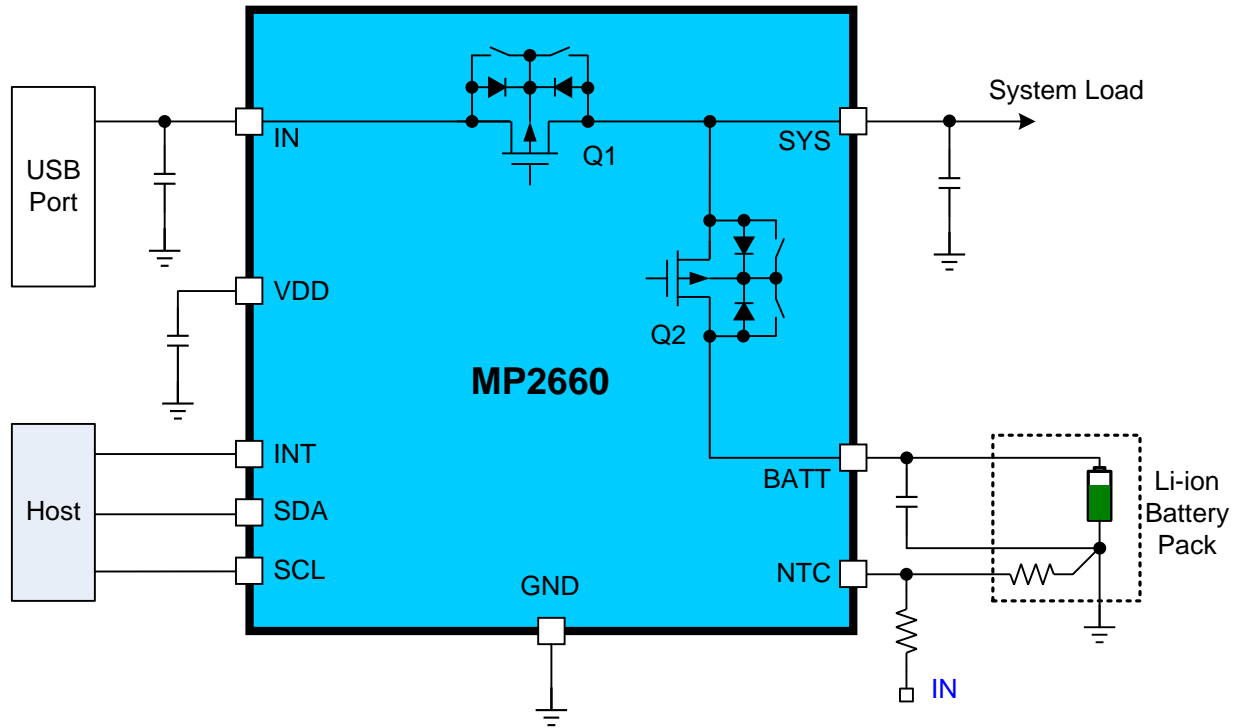 System Load
IN
Q1
SYS
USB
Port
VDD
Q2
MP2660
INT
BATT
Li-ion
Battery
Pack
Host
SDA
SCL
NTC
GND
IN